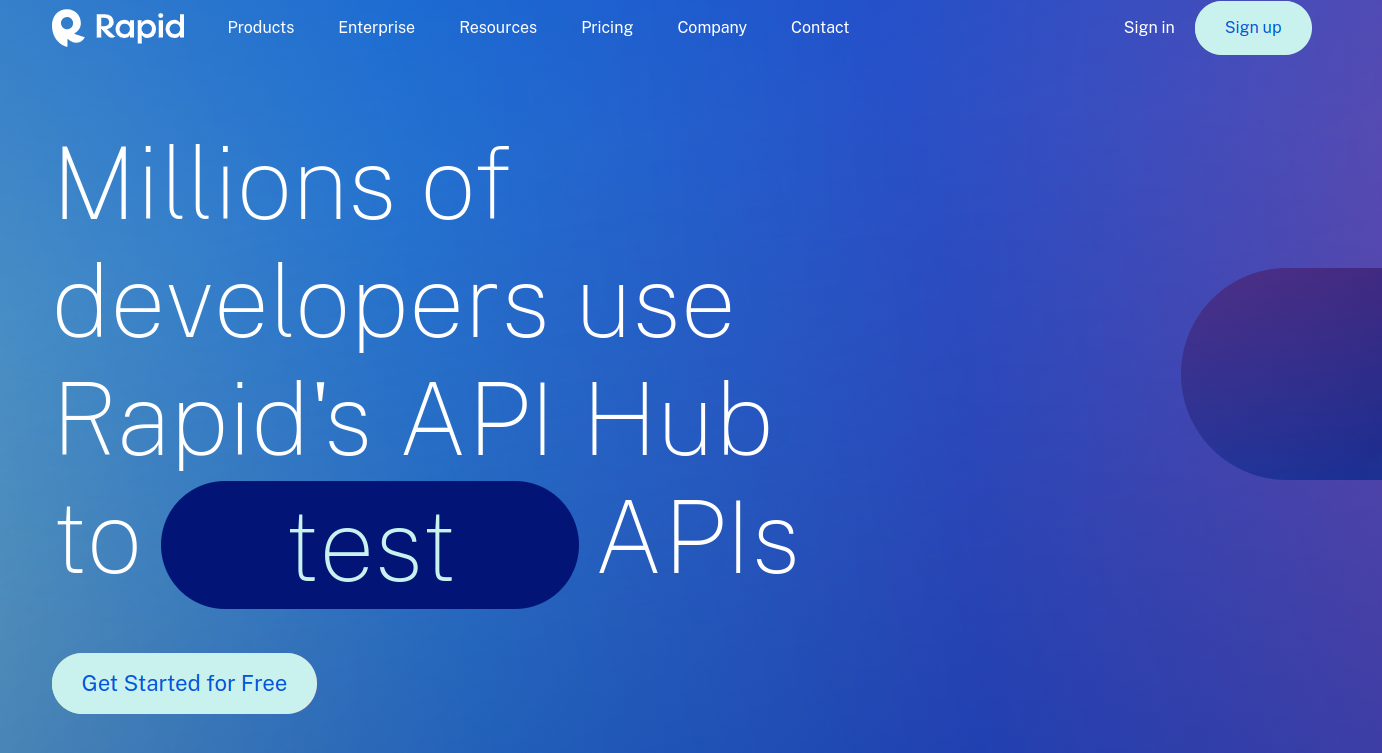 Rapid
Products
Enterprise
Resources
Pricing
Company
Contact
Sign in
Sign up
Millions of
developers use
Rapid's API Hub
to test APIs
Get Started for Free